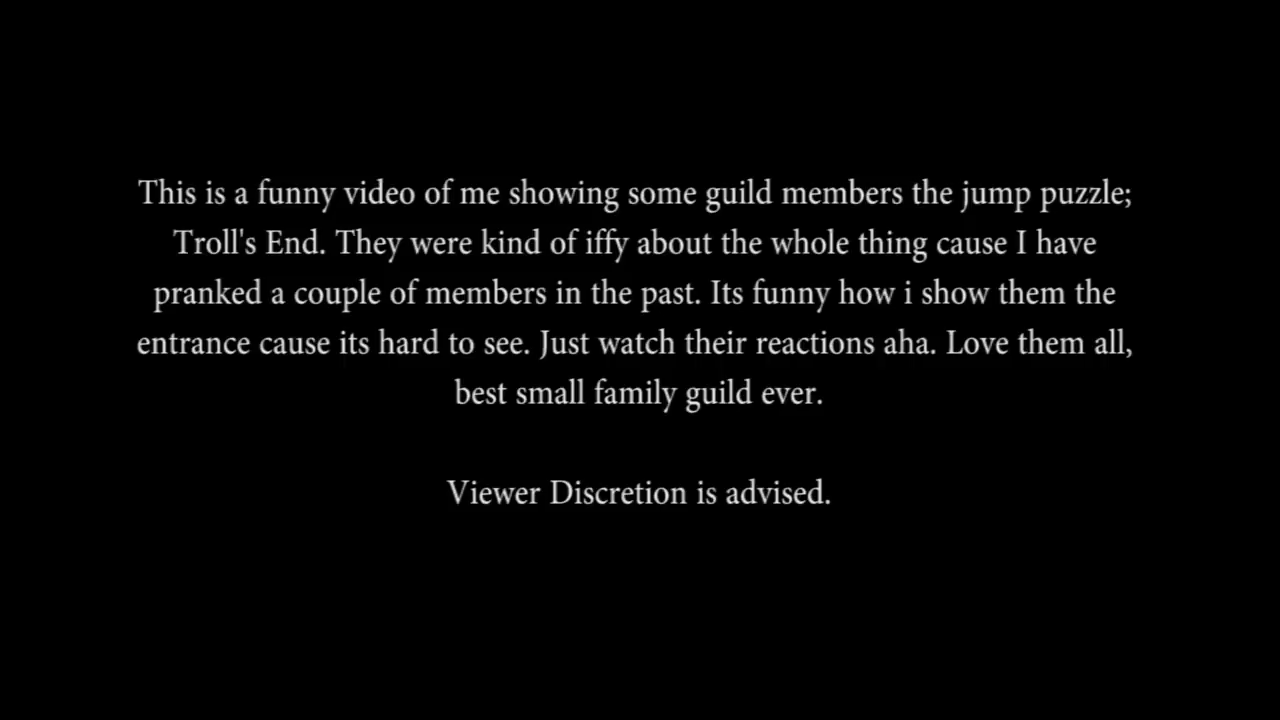 This is a funny video of me showing some guild members the jump puzzle;
Troll's End. They were kind of iffy about the whole thing cause I have
pranked a couple of members in the past. Its funny how i show them the
entrance cause its hard to see. Just watch their reactions aha. Love them all,
best small family guild ever.
Viewer Discretion is advised.